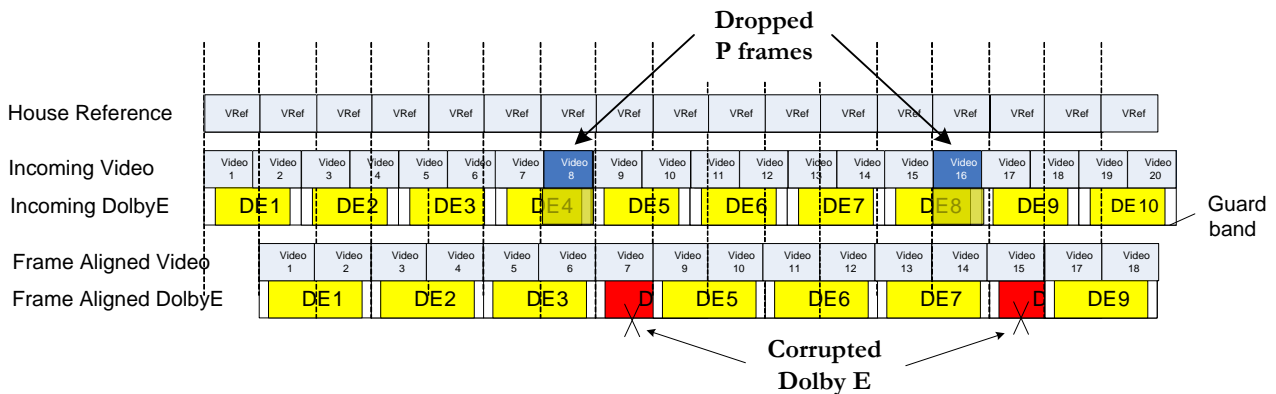 Dropped
P frames
House Reference
VRef VRef VRef VRef VRef VRef VRef VRef VRef VRef VRef VRef VRef VRef VRef VRef VRef
Incoming Video
Video 1 Video 2 Video 3 Video 4 Video 5 Video 6 Video 7 Video 8 Video 9 Video 10 Video 11 Video 12 Video 13 Video 14 Video 15 Video 16 Video 17 Video 18 Video 19 Video 20
Incoming DolbyE
DE1 DE2 DE3 DE4 DE5 DE6 DE7 DE8 DE9 DE10
Guard
band
Frame Aligned Video
Video 1 Video 2 Video 3 Video 4 Video 5 Video 6 Video 7 Video 9 Video 10 Video 11 Video 12 Video 13 Video 14 Video 15 Video 17 Video 18
Frame Aligned DolbyE
DE1 DE2 DE3 D DE5 DE6 DE7 D DE9
Corrupted
Dolby E